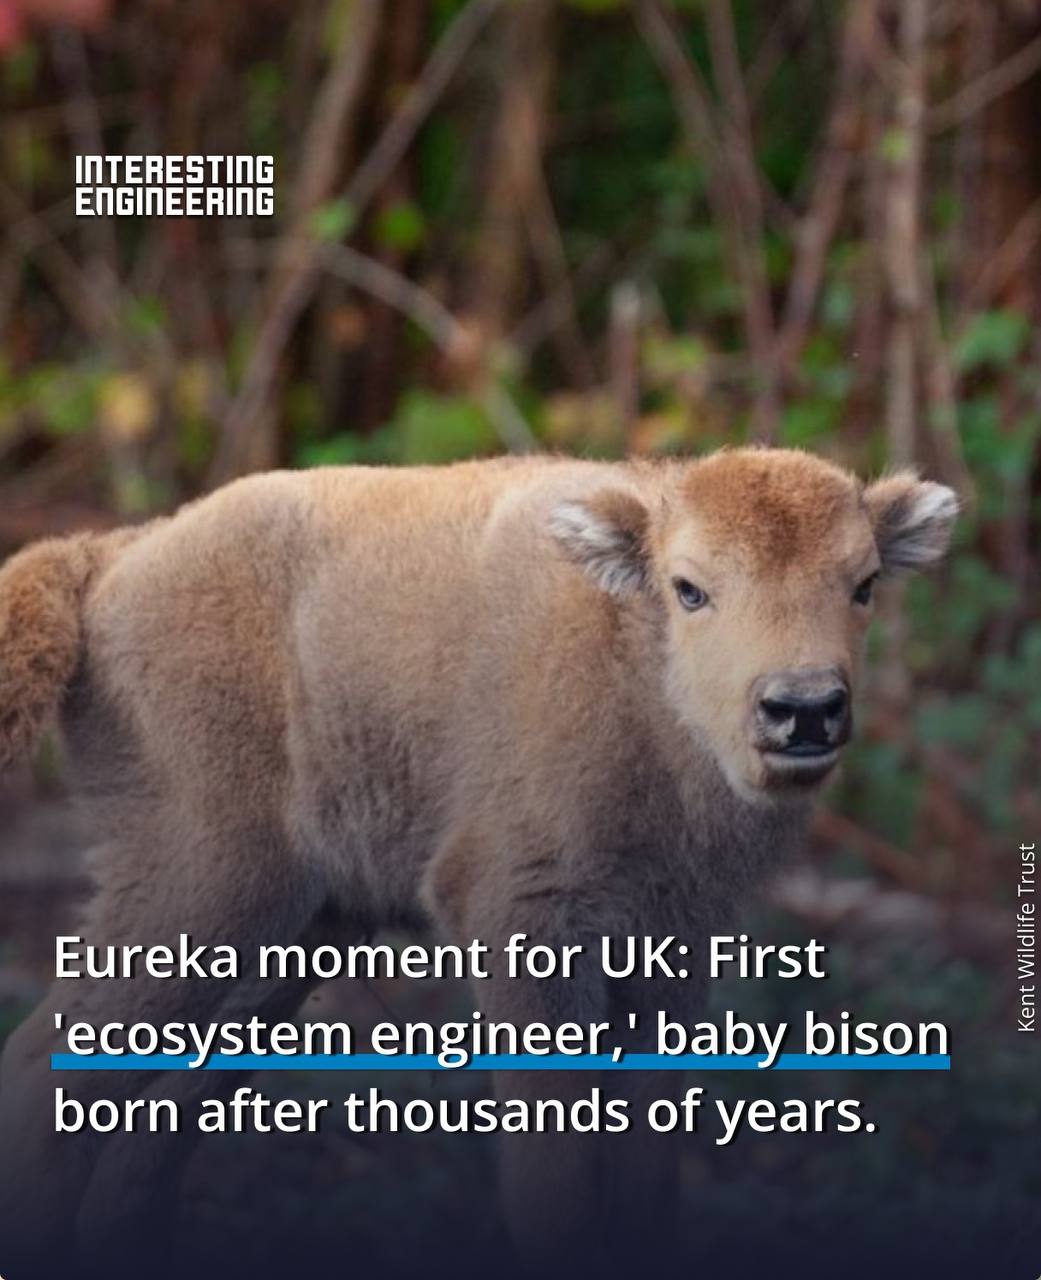 INTERESTING
ENGINEERING
Kent Wildlife Trust
Eureka moment for UK: First
'ecosystem engineer,' baby bison
born after thousands of years.